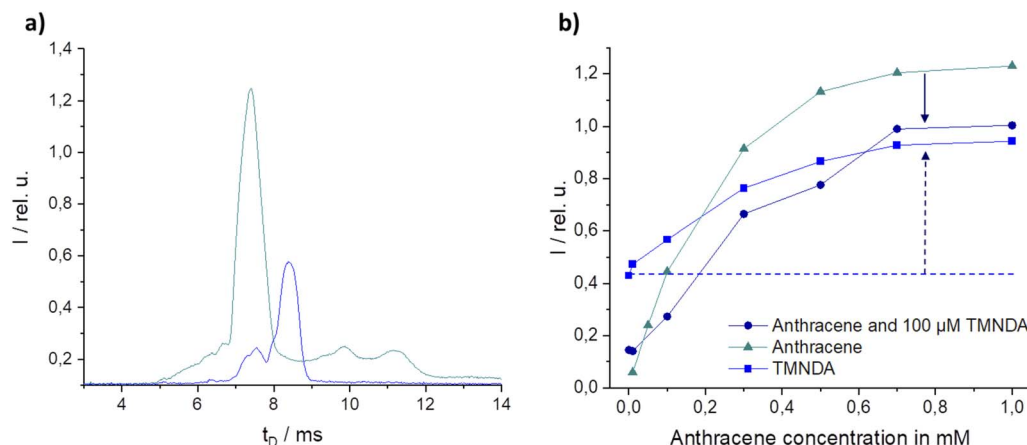 a)
I / rel. u.
1,4
1,2
1,0
0,8
0,6
0,4
0,2
4 6 8 10 12 14
t_D / ms
b)
I / rel. u.
1,2
1,0
0,8
0,6
0,4
0,2
0,0
Anthracene and 100 µM TMNDA
Anthracene
TMNDA
0,0 0,2 0,4 0,6 0,8 1,0
Anthracene concentration in mM